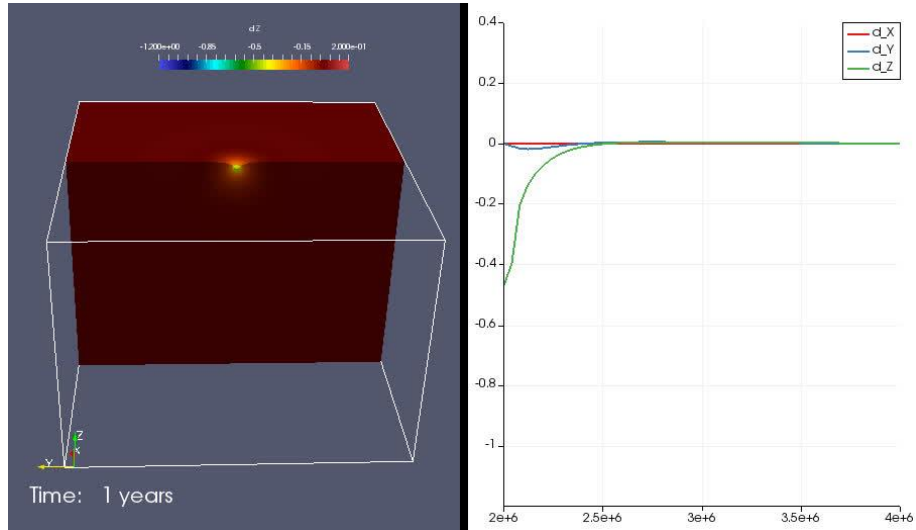 dZ
-1.200e+00 -0.85 -0.5 -0.15 2.000e-01
Z
X
Y
Time: 1 years
0.4
d_X
d_Y
d_Z
0.2
0
-0.2
-0.4
-0.6
-0.8
-1
2e+6 2.5e+6 3e+6 3.5e+6 4e+6